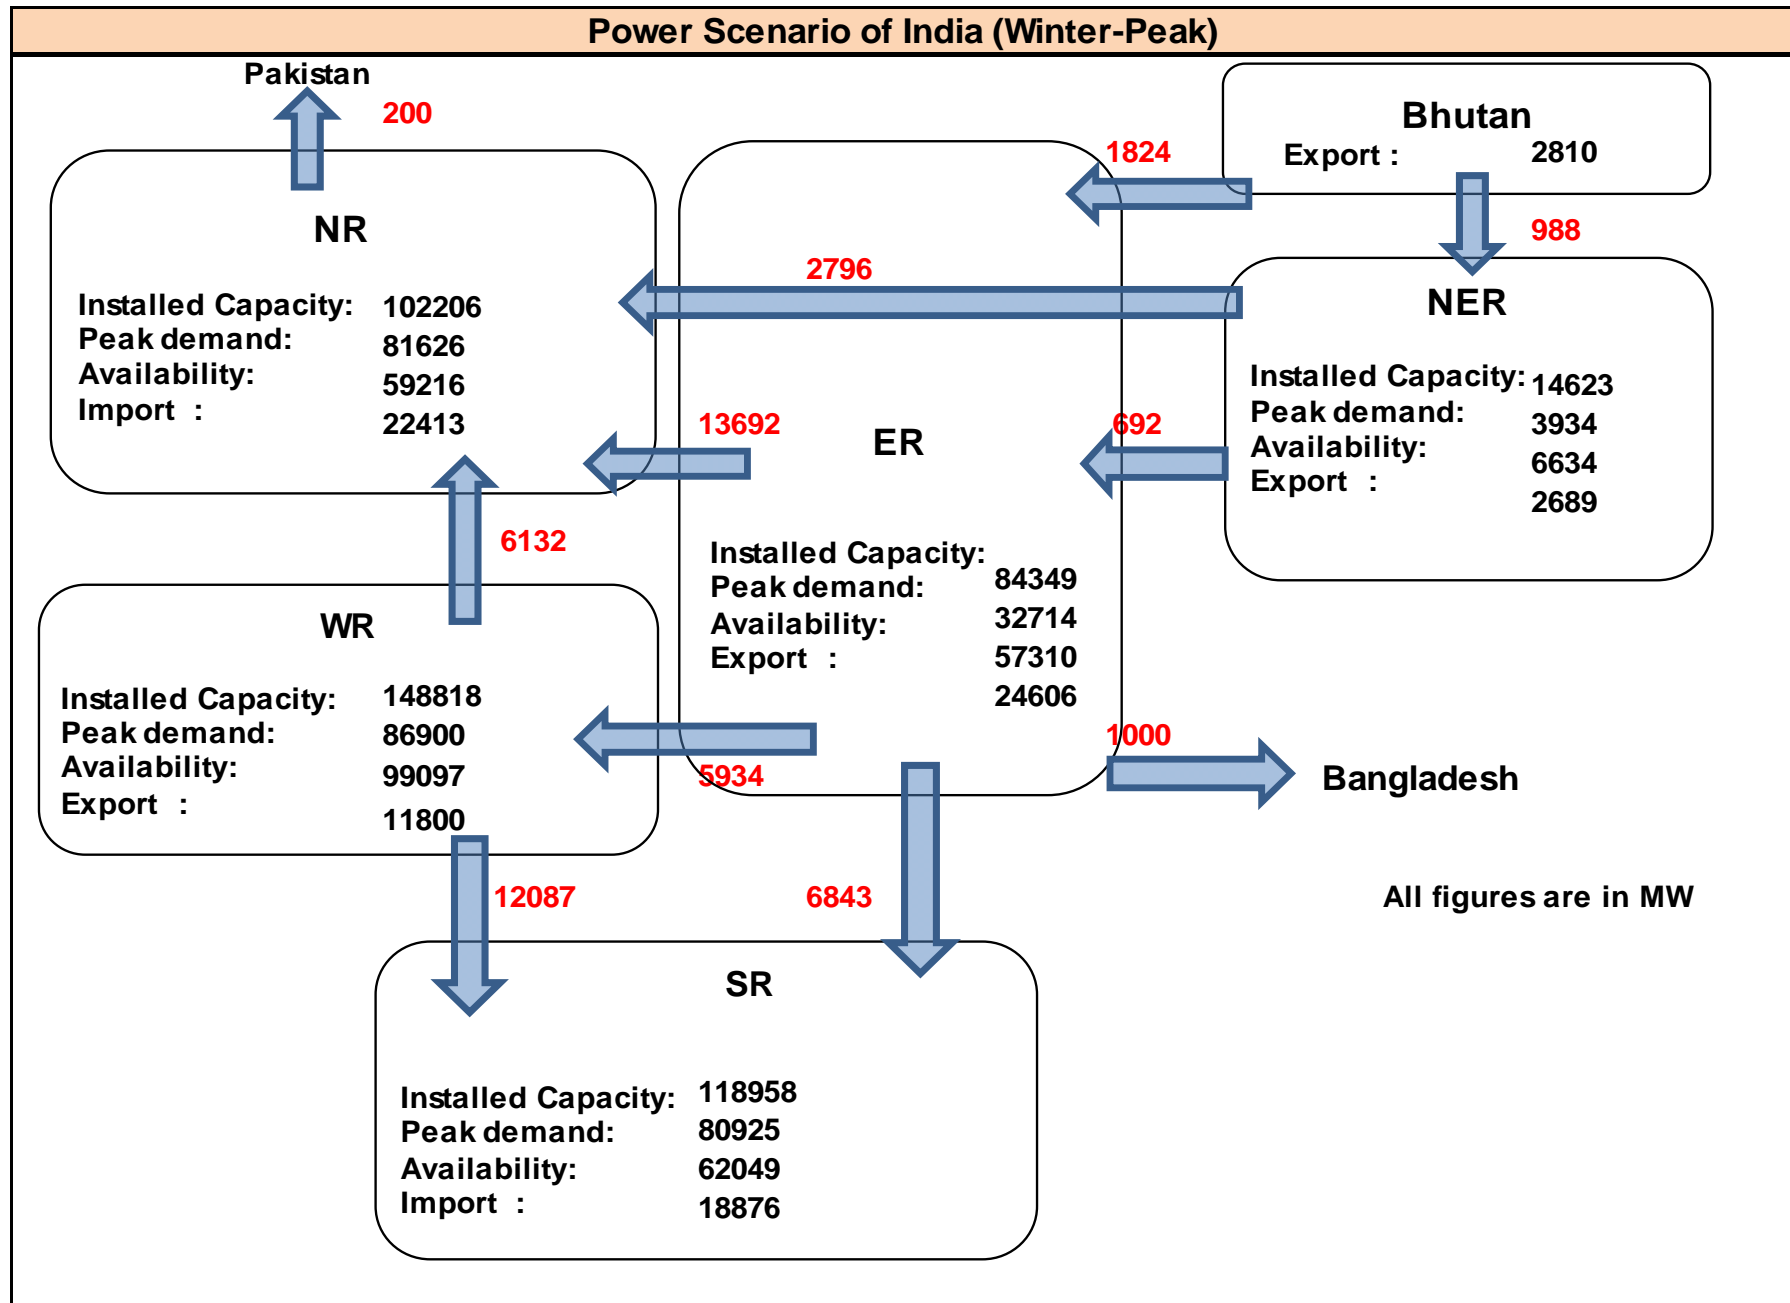 Power Scenario of India (Winter-Peak)
Pakistan
200
Bhutan
Export : 2810
1824
988
NR
Installed Capacity: 102206
Peak demand: 81626
Availability: 59216
Import : 22413
2796
NER
Installed Capacity: 14623
Peak demand: 3934
Availability: 6634
Export : 2689
13692
ER
692
Installed Capacity: 84349
Peak demand: 32714
Availability: 57310
Export : 24606
6132
WR
Installed Capacity: 148818
Peak demand: 86900
Availability: 99097
Export : 11800
5934
1000
Bangladesh
12087
6843
All figures are in MW
SR
Installed Capacity: 118958
Peak demand: 80925
Availability: 62049
Import : 18876